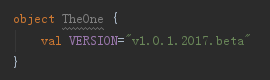 object TheOne {
    val VERSION="v1.0.1.2017.beta"
}